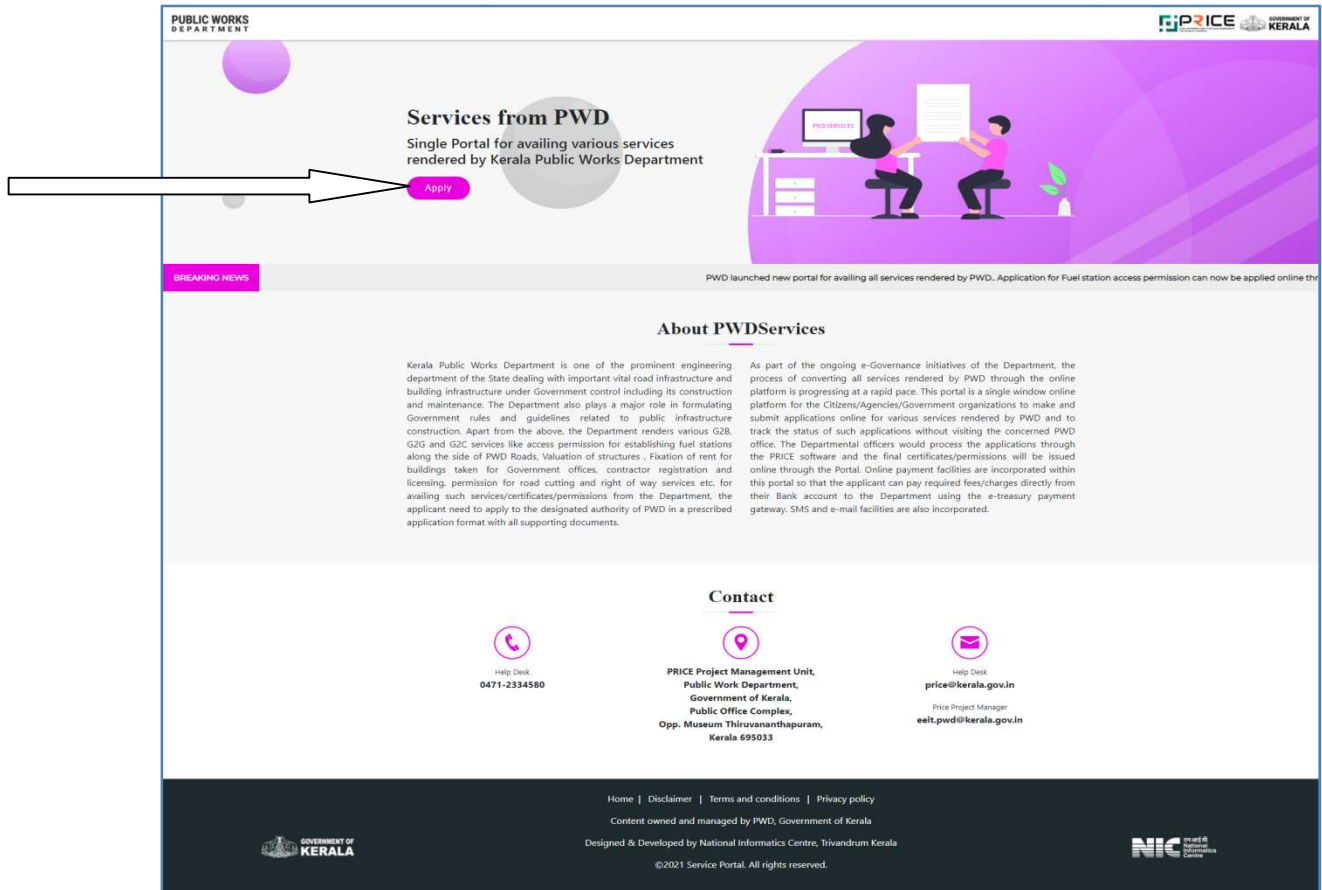 PUBLIC WORKS
DEPARTMENT
PRICE
GOVERNMENT OF
KERALA
Services from PWD
Single Portal for availing various services
rendered by Kerala Public Works Department
PWD SERVICES
Apply
BREAKING NEWS
PWD launched new portal for availing all services rendered by PWD.. Application for Fuel station access permission can now be applied online thr
About PWDServices
Kerala Public Works Department is one of the prominent engineering
department of the State dealing with important vital road infrastructure and
building infrastructure under Government control including its construction
and maintenance. The Department also plays a major role in formulating
Government rules and guidelines related to public infrastructure
construction. Apart from the above, the Department renders various G2B,
G2G and G2C services like access permission for establishing fuel stations
along the side of PWD Roads, Valuation of structures , Fixation of rent for
buildings taken for Government offices, contractor registration and
licensing, permission for road cutting and right of way services etc. for
availing such services/certificates/permissions from the Department, the
applicant need to apply to the designated authority of PWD in a prescribed
application format with all supporting documents.
As part of the ongoing e-Governance initiatives of the Department, the
process of converting all services rendered by PWD through the online
platform is progressing at a rapid pace. This portal is a single window online
platform for the Citizens/Agencies/Government organizations to make and
submit applications online for various services rendered by PWD and to
track the status of such applications without visiting the concerned PWD
office. The Departmental officers would process the applications through
the PRICE software and the final certificates/permissions will be issued
online through the Portal. Online payment facilities are incorporated within
this portal so that the applicant can pay required fees/charges directly from
their Bank account to the Department using the e-treasury payment
gateway. SMS and e-mail facilities are also incorporated.
Contact
Help Desk
0471-2334580
PRICE Project Management Unit,
Public Work Department,
Government of Kerala,
Public Office Complex,
Opp. Museum Thiruvananthapuram,
Kerala 695033
Help Desk
price@kerala.gov.in
Price Project Manager
eeit.pwd@kerala.gov.in
Home | Disclaimer | Terms and conditions | Privacy policy
Content owned and managed by PWD, Government of Kerala
Designed & Developed by National Informatics Centre, Trivandrum Kerala
©2021 Service Portal. All rights reserved.
GOVERNMENT OF
KERALA
NIC
एन आई सी
National
Informatics
Centre